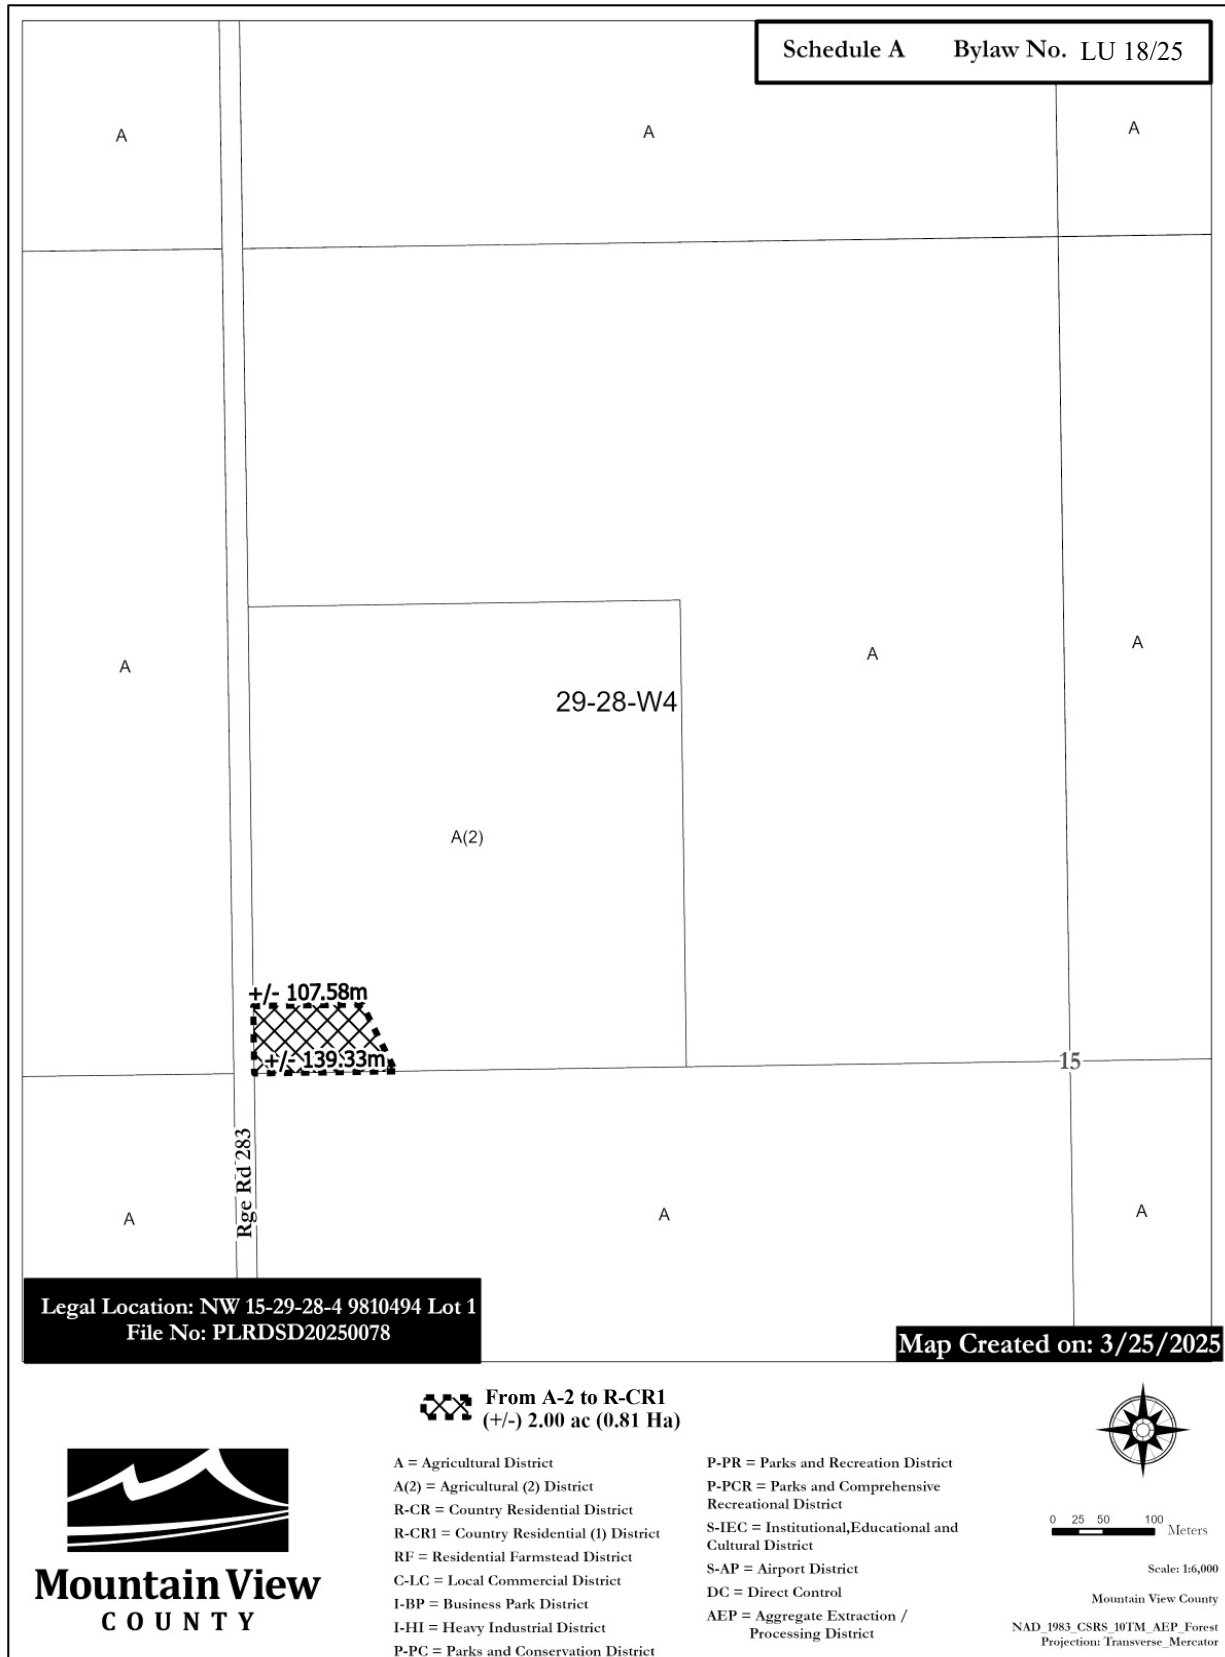 Schedule A Bylaw No. LU 18/25
A
A
A
A
A
A
29-28-W4
A(2)
+/- 107.58m
+/- 139.33m
15
Rge Rd 283
A
A
A
Legal Location: NW 15-29-28-4 9810494 Lot 1
File No: PLRDSD20250078
Map Created on: 3/25/2025
From A-2 to R-CR1
(+/-) 2.00 ac (0.81 Ha)
Mountain View
COUNTY
A = Agricultural District
A(2) = Agricultural (2) District
R-CR = Country Residential District
R-CR1 = Country Residential (1) District
RF = Residential Farmstead District
C-LC = Local Commercial District
I-BP = Business Park District
I-HI = Heavy Industrial District
P-PC = Parks and Conservation District
P-PR = Parks and Recreation District
P-PCR = Parks and Comprehensive
Recreational District
S-IEC = Institutional,Educational and
Cultural District
S-AP = Airport District
DC = Direct Control
AEP = Aggregate Extraction /
Processing District
0 25 50 100 Meters
Scale: 1:6,000
Mountain View County
NAD_1983_CSRS_10TM_AEP_Forest
Projection: Transverse_Mercator